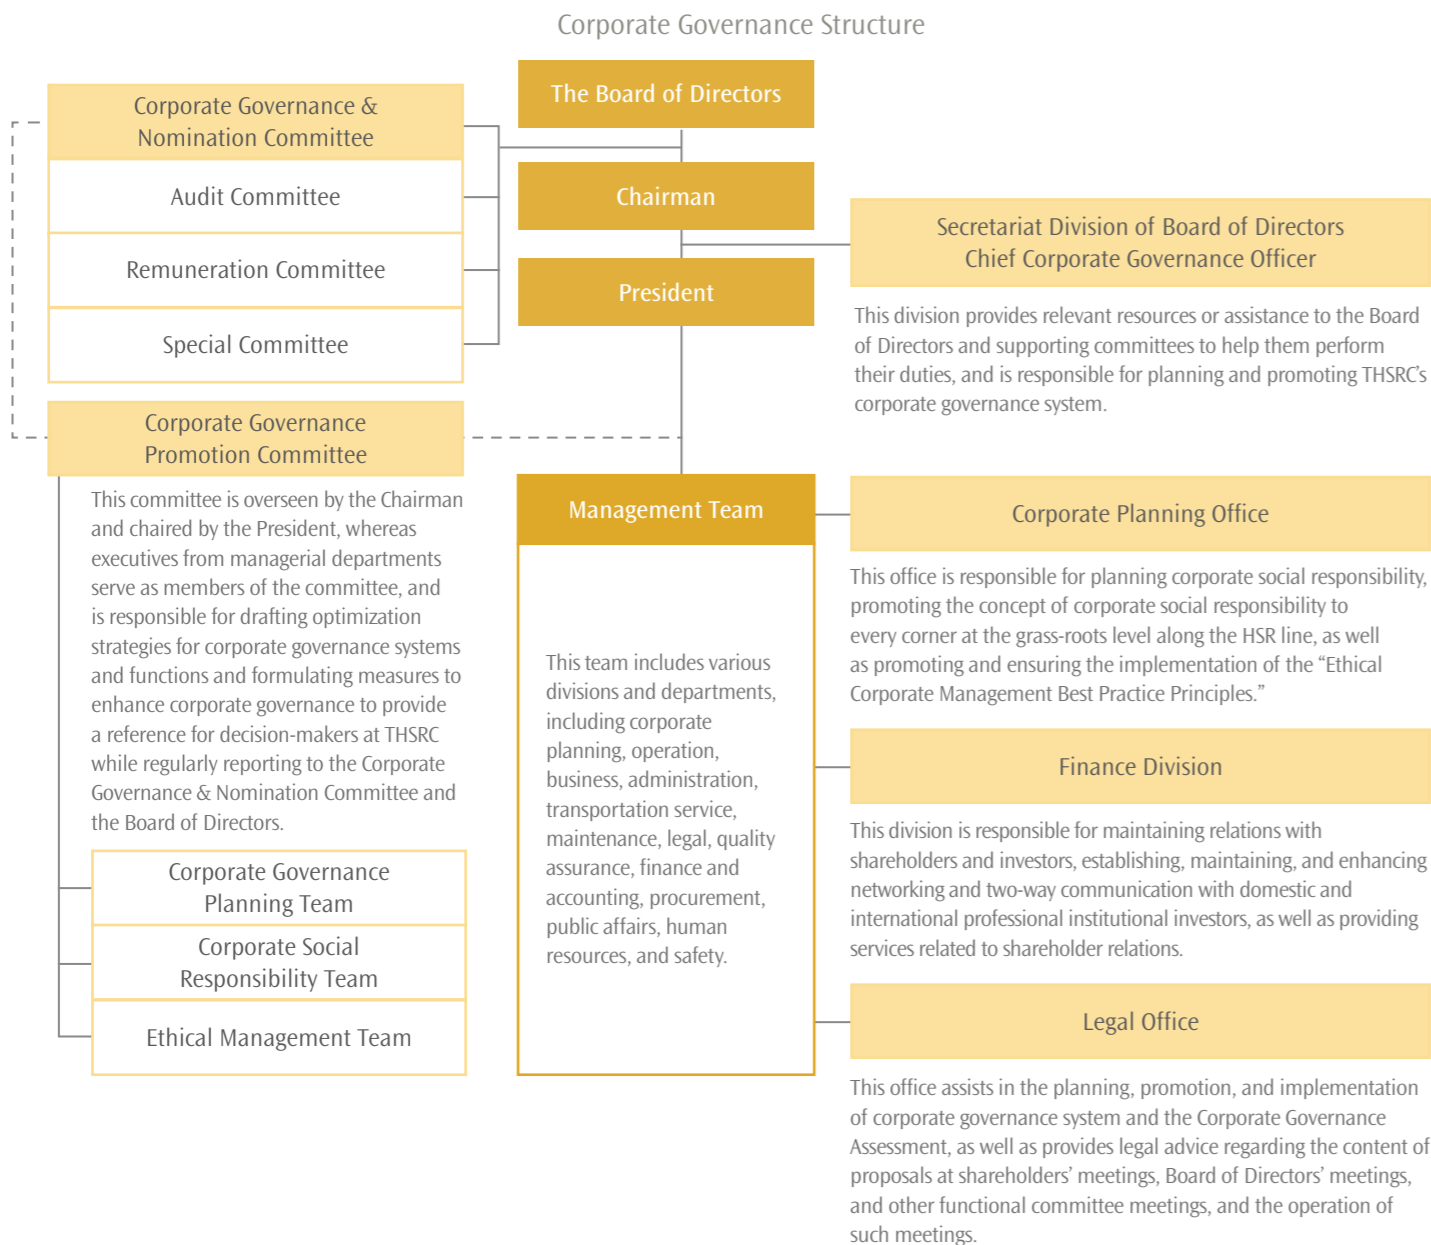 Corporate Governance Structure
The Board of Directors
Chairman
President
Corporate Governance &
Nomination Committee
Audit Committee
Remuneration Committee
Special Committee
Secretariat Division of Board of Directors
Chief Corporate Governance Officer
This division provides relevant resources or assistance to the Board
of Directors and supporting committees to help them perform
their duties, and is responsible for planning and promoting THSRC's
corporate governance system.
Corporate Governance
Promotion Committee
This committee is overseen by the Chairman
and chaired by the President, whereas
executives from managerial departments
serve as members of the committee, and
is responsible for drafting optimization
strategies for corporate governance systems
and functions and formulating measures to
enhance corporate governance to provide
a reference for decision-makers at THSRC
while regularly reporting to the Corporate
Governance & Nomination Committee and
the Board of Directors.
Corporate Governance
Planning Team
Corporate Social
Responsibility Team
Ethical Management Team
Management Team
This team includes various
divisions and departments,
including corporate
planning, operation,
business, administration,
transportation service,
maintenance, legal, quality
assurance, finance and
accounting, procurement,
public affairs, human
resources, and safety.
Corporate Planning Office
This office is responsible for planning corporate social responsibility,
promoting the concept of corporate social responsibility to
every corner at the grass-roots level along the HSR line, as well
as promoting and ensuring the implementation of the “Ethical
Corporate Management Best Practice Principles.”
Finance Division
This division is responsible for maintaining relations with
shareholders and investors, establishing, maintaining, and enhancing
networking and two-way communication with domestic and
international professional institutional investors, as well as providing
services related to shareholder relations.
Legal Office
This office assists in the planning, promotion, and implementation
of corporate governance system and the Corporate Governance
Assessment, as well as provides legal advice regarding the content of
proposals at shareholders’ meetings, Board of Directors’ meetings,
and other functional committee meetings, and the operation of
such meetings.